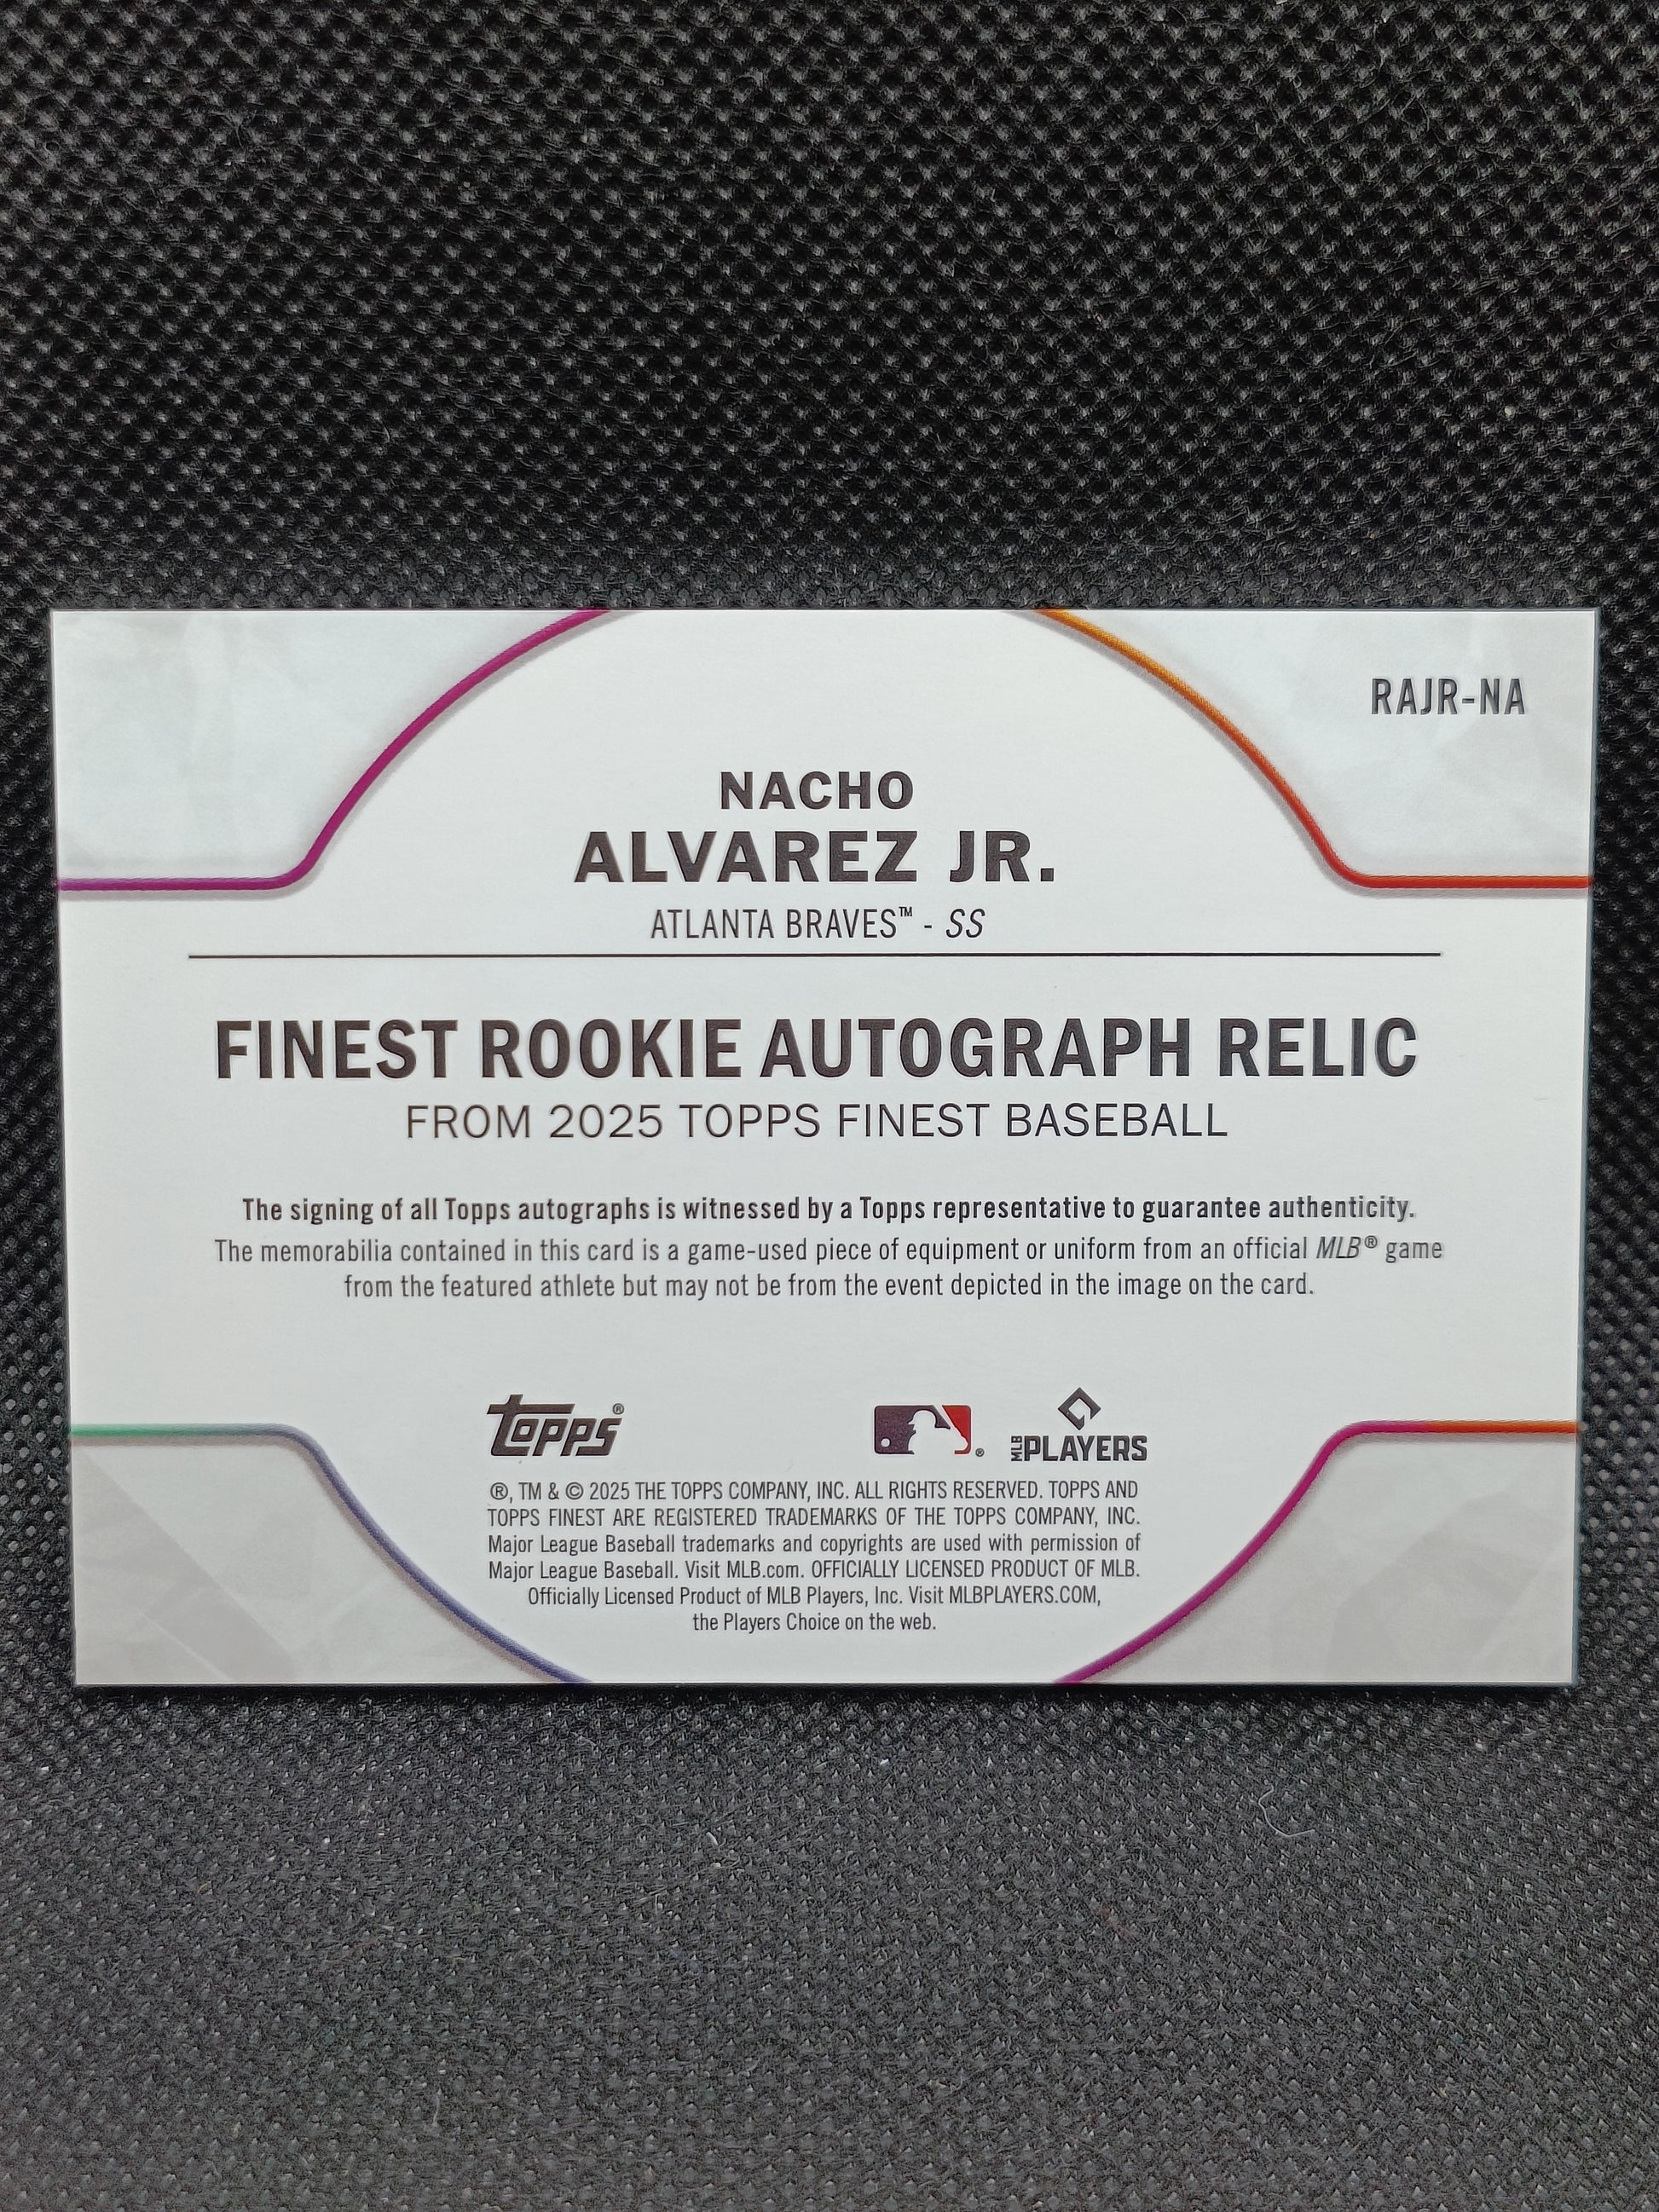 RAJR-NA
NACHO
ALVAREZ JR.
ATLANTA BRAVES™ - SS
FINEST ROOKIE AUTOGRAPH RELIC
FROM 2025 TOPPS FINEST BASEBALL
The signing of all Topps autographs is witnessed by a Topps representative to guarantee authenticity.
The memorabilia contained in this card is a game-used piece of equipment or uniform from an official MLB® game
from the featured athlete but may not be from the event depicted in the image on the card.
topps®
®
MLB PLAYERS
®, TM & © 2025 THE TOPPS COMPANY, INC. ALL RIGHTS RESERVED. TOPPS AND
TOPPS FINEST ARE REGISTERED TRADEMARKS OF THE TOPPS COMPANY, INC.
Major League Baseball trademarks and copyrights are used with permission of
Major League Baseball. Visit MLB.com. OFFICIALLY LICENSED PRODUCT OF MLB.
Officially Licensed Product of MLB Players, Inc. Visit MLBPLAYERS.COM,
the Players Choice on the web.